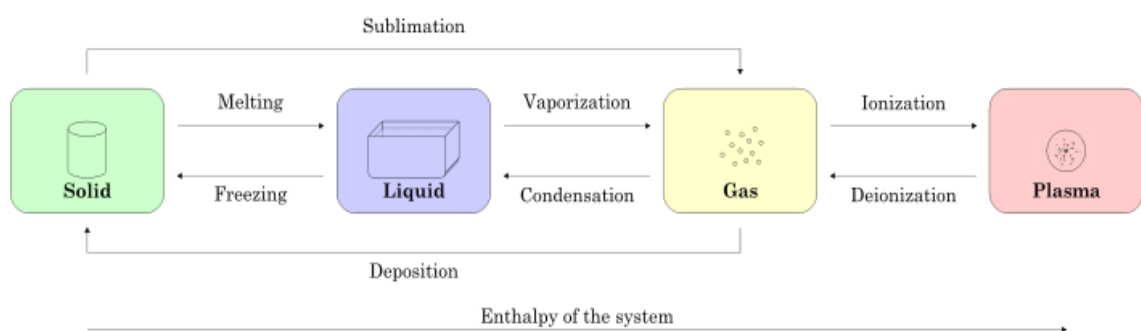 Sublimation
Melting
Vaporization
Ionization
Solid
Freezing
Liquid
Condensation
Gas
Deionization
Plasma
Deposition
Enthalpy of the system